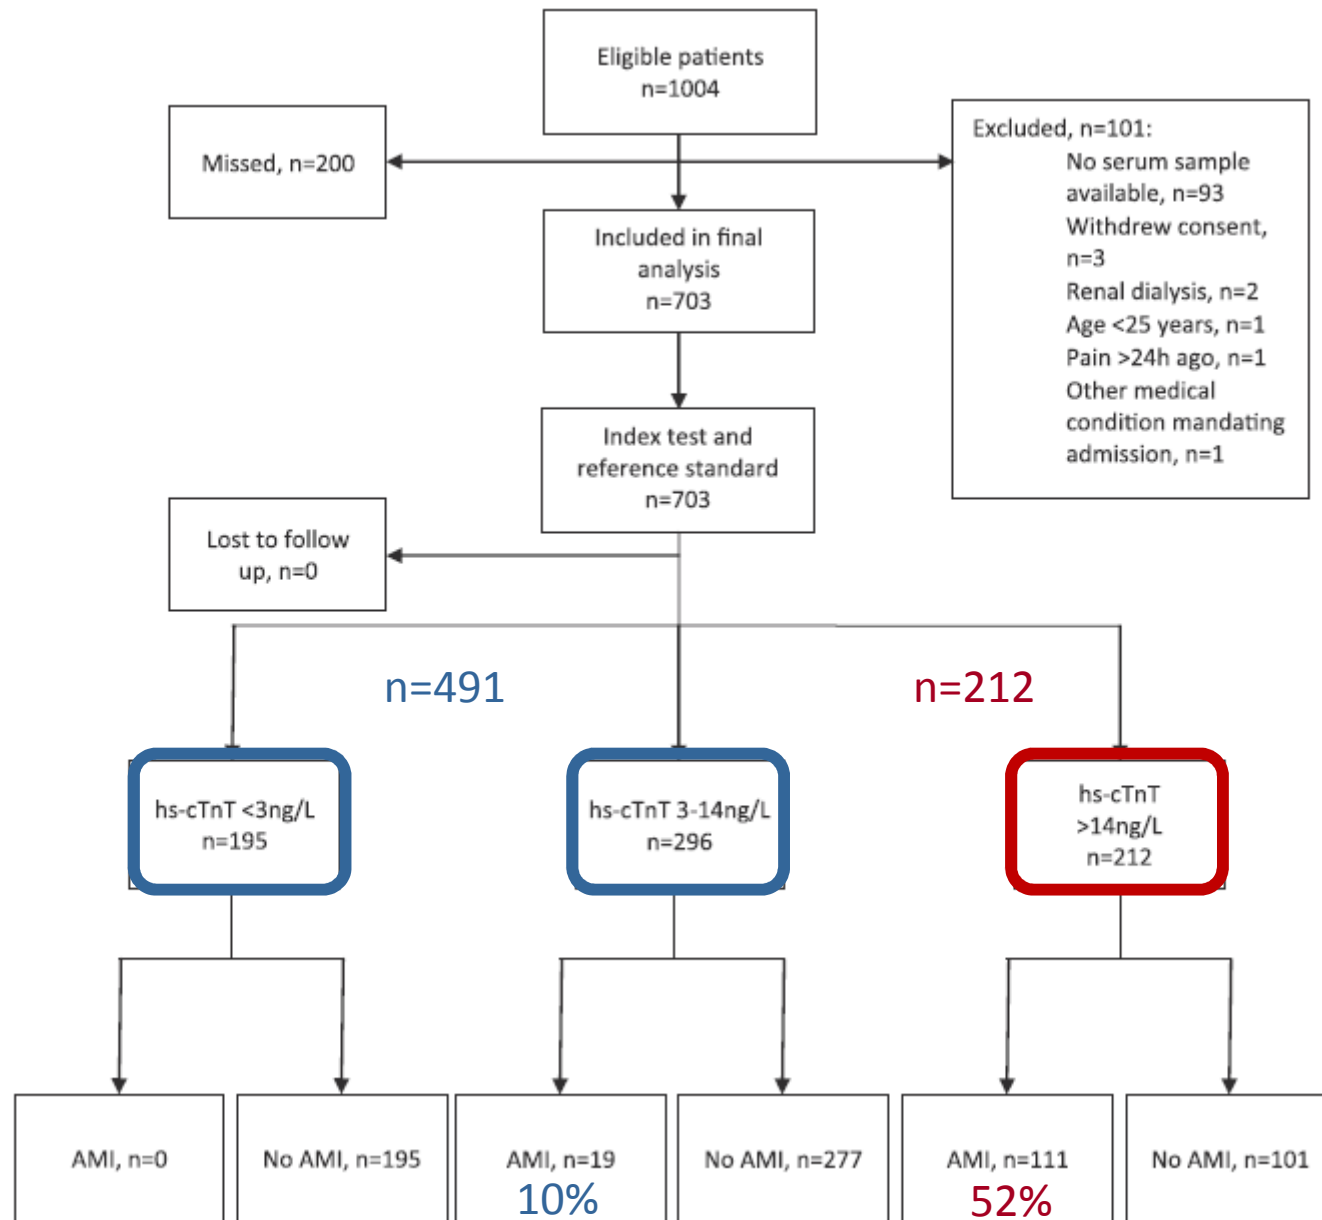 Eligible patients
n=1004
Missed, n=200
Excluded, n=101:
No serum sample
available, n=93
Withdrew consent,
n=3
Renal dialysis, n=2
Age <25 years, n=1
Pain >24h ago, n=1
Other medical
condition mandating
admission, n=1
Included in final
analysis
n=703
Index test and
reference standard
n=703
Lost to follow
up, n=0
n=491
n=212
hs-cTnT <3ng/L
n=195
hs-cTnT 3-14ng/L
n=296
hs-cTnT
>14ng/L
n=212
AMI, n=0
No AMI, n=195
AMI, n=19
10%
No AMI, n=277
AMI, n=111
52%
No AMI, n=101